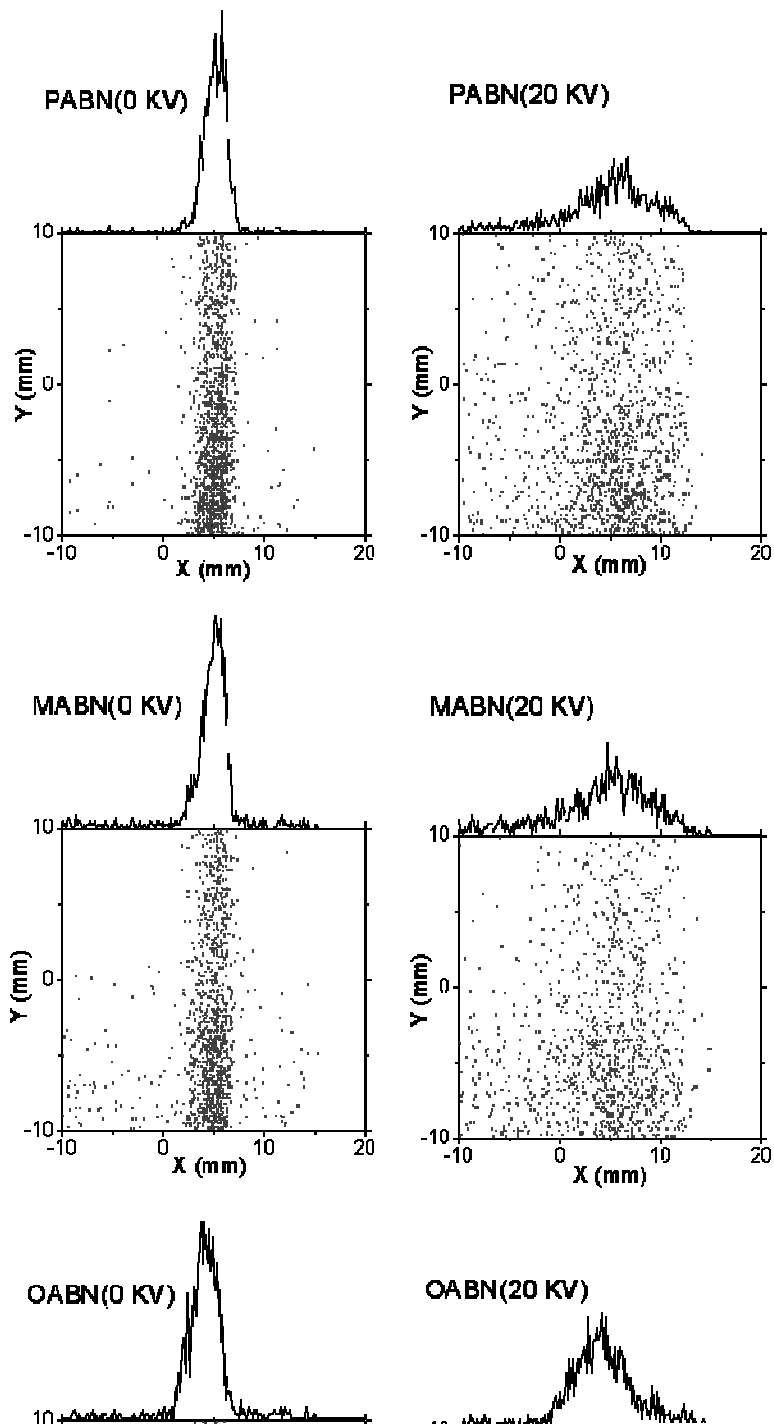 PABN(0 KV)
PABN(20 KV)
10
10
Y (mm)
Y (mm)
0
0
-10
-10
-10 0 10 20
-10 0 10 20
X (mm)
X (mm)
MABN(0 KV)
MABN(20 KV)
10
10
Y (mm)
Y (mm)
0
0
-10
-10
-10 0 10 20
-10 0 10 20
X (mm)
X (mm)
OABN(0 KV)
OABN(20 KV)
10